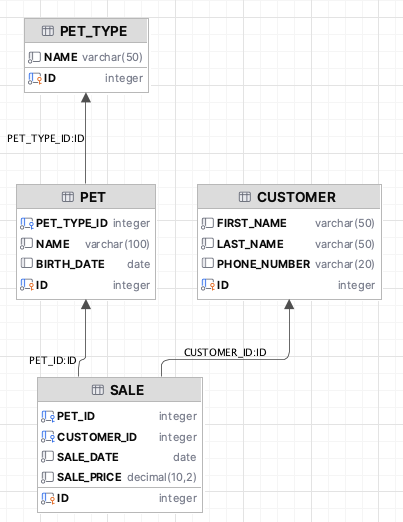 PET_TYPE
NAME varchar(50)
ID integer
PET_TYPE_ID:ID
PET
PET_TYPE_ID integer
NAME varchar(100)
BIRTH_DATE date
ID integer
CUSTOMER
FIRST_NAME varchar(50)
LAST_NAME varchar(50)
PHONE_NUMBER varchar(20)
ID integer
PET_ID:ID
CUSTOMER_ID:ID
SALE
PET_ID integer
CUSTOMER_ID integer
SALE_DATE date
SALE_PRICE decimal(10,2)
ID integer